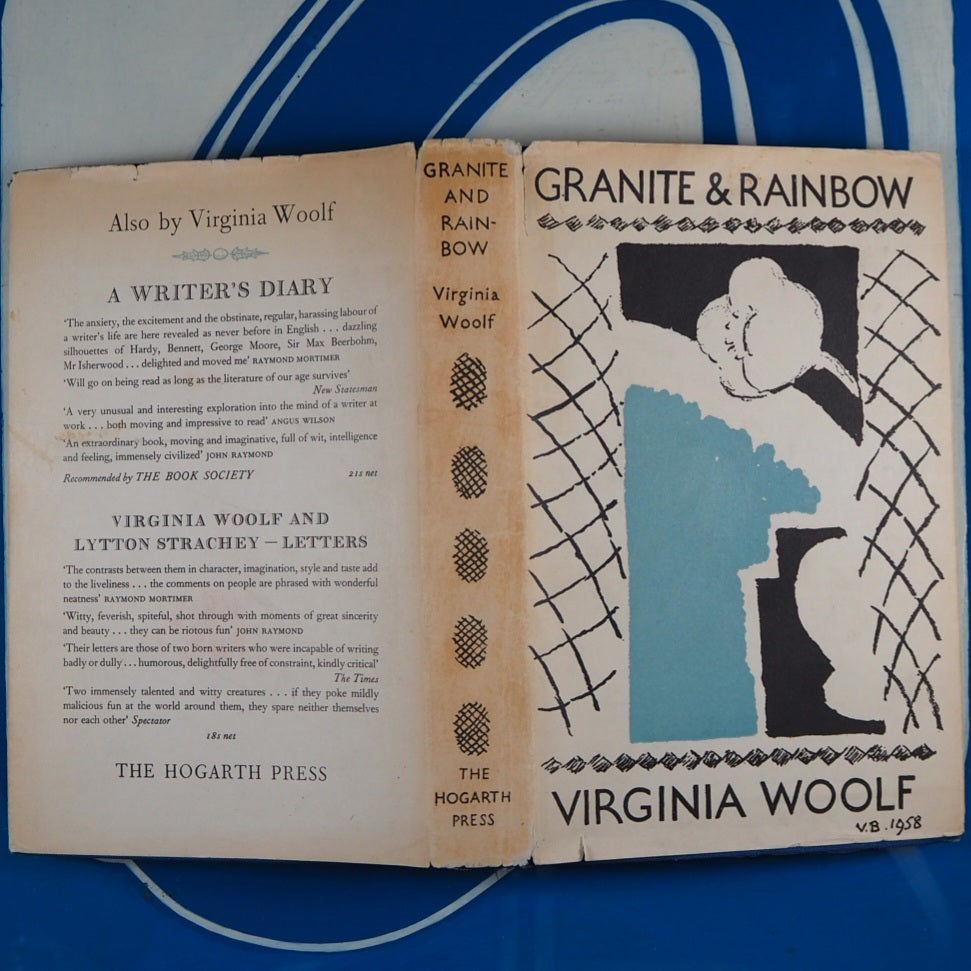 Also by Virginia Woolf
A WRITER'S DIARY
'The anxiety, the excitement and the obstinate, regular, harassing labour of
a writer's life are here revealed as never before in English . . . dazzling
silhouettes of Hardy, Bennett, George Moore, Sir Max Beerbohm,
Mr Isherwood . . . delighted and moved me' RAYMOND MORTIMER
'Will go on being read as long as the literature of our age survives'
New Statesman
'A very unusual and interesting exploration into the mind of a writer at
work . . . both moving and impressive to read' ANGUS WILSON
'An extraordinary book, moving and imaginative, full of wit, intelligence
and feeling, immensely civilized' JOHN RAYMOND
Recommended by THE BOOK SOCIETY 21s net
VIRGINIA WOOLF AND
LYTTON STRACHEY — LETTERS
'The contrasts between them in character, imagination, style and taste add
to the liveliness . . . the comments on people are phrased with wonderful
neatness' RAYMOND MORTIMER
'Witty, feverish, spiteful, shot through with moments of great sincerity
and beauty . . . they can be riotous fun' JOHN RAYMOND
'Their letters are those of two born writers who were incapable of writing
badly or dully . . . humorous, delightfully free of constraint, kindly critical'
The Times
'Two immensely talented and witty creatures . . . if they poke mildly
malicious fun at the world around them, they spare neither themselves
nor each other' Spectator
18s net
THE HOGARTH PRESS
GRANITE
AND
RAIN-
BOW
Virginia
Woolf
THE
HOGARTH
PRESS
GRANITE & RAINBOW
VIRGINIA WOOLF
V.B. 1958